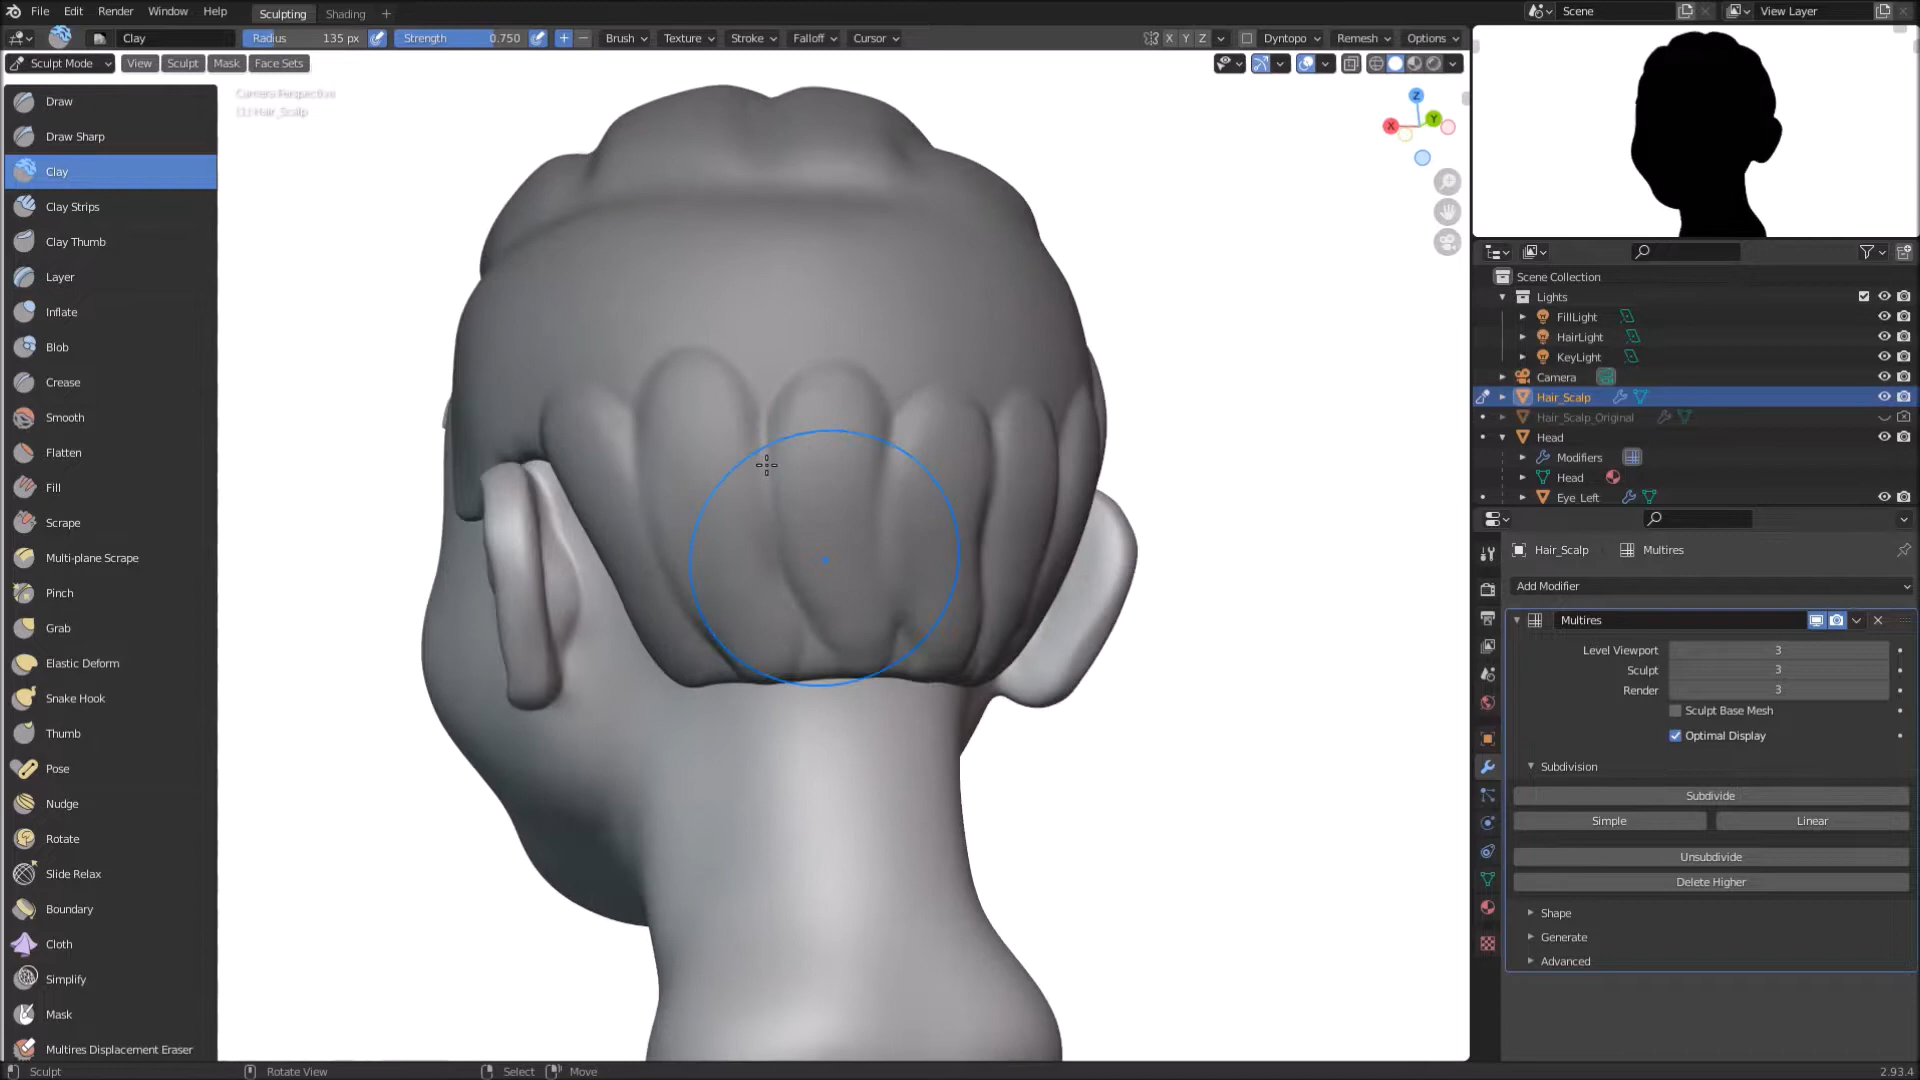 File Edit Render Window Help Sculpting Shading + Scene View Layer
Clay Radius 135 px Strength 0.750 + − Brush Texture Stroke Falloff Cursor X Y Z Dyntopo Remesh Options
Sculpt Mode View Sculpt Mask Face Sets
Camera Perspective
(1) Hair_Scalp
Z
Y
X
Draw
Draw Sharp
Clay
Clay Strips
Clay Thumb
Layer
Inflate
Blob
Crease
Smooth
Flatten
Fill
Scrape
Multi-plane Scrape
Pinch
Grab
Elastic Deform
Snake Hook
Thumb
Pose
Nudge
Rotate
Slide Relax
Boundary
Cloth
Simplify
Mask
Multires Displacement Eraser
Scene Collection
Lights
FillLight
HairLight
KeyLight
Camera
Hair_Scalp
Hair_Scalp_Original
Head
Modifiers
Head
Eye_Left
Hair_Scalp Multires
Add Modifier
Multires
Level Viewport 3
Sculpt 3
Render 3
Sculpt Base Mesh
Optimal Display
Subdivision
Subdivide
Simple Linear
Unsubdivide
Delete Higher
Shape
Generate
Advanced
Sculpt Rotate View Select Move 2.93.4